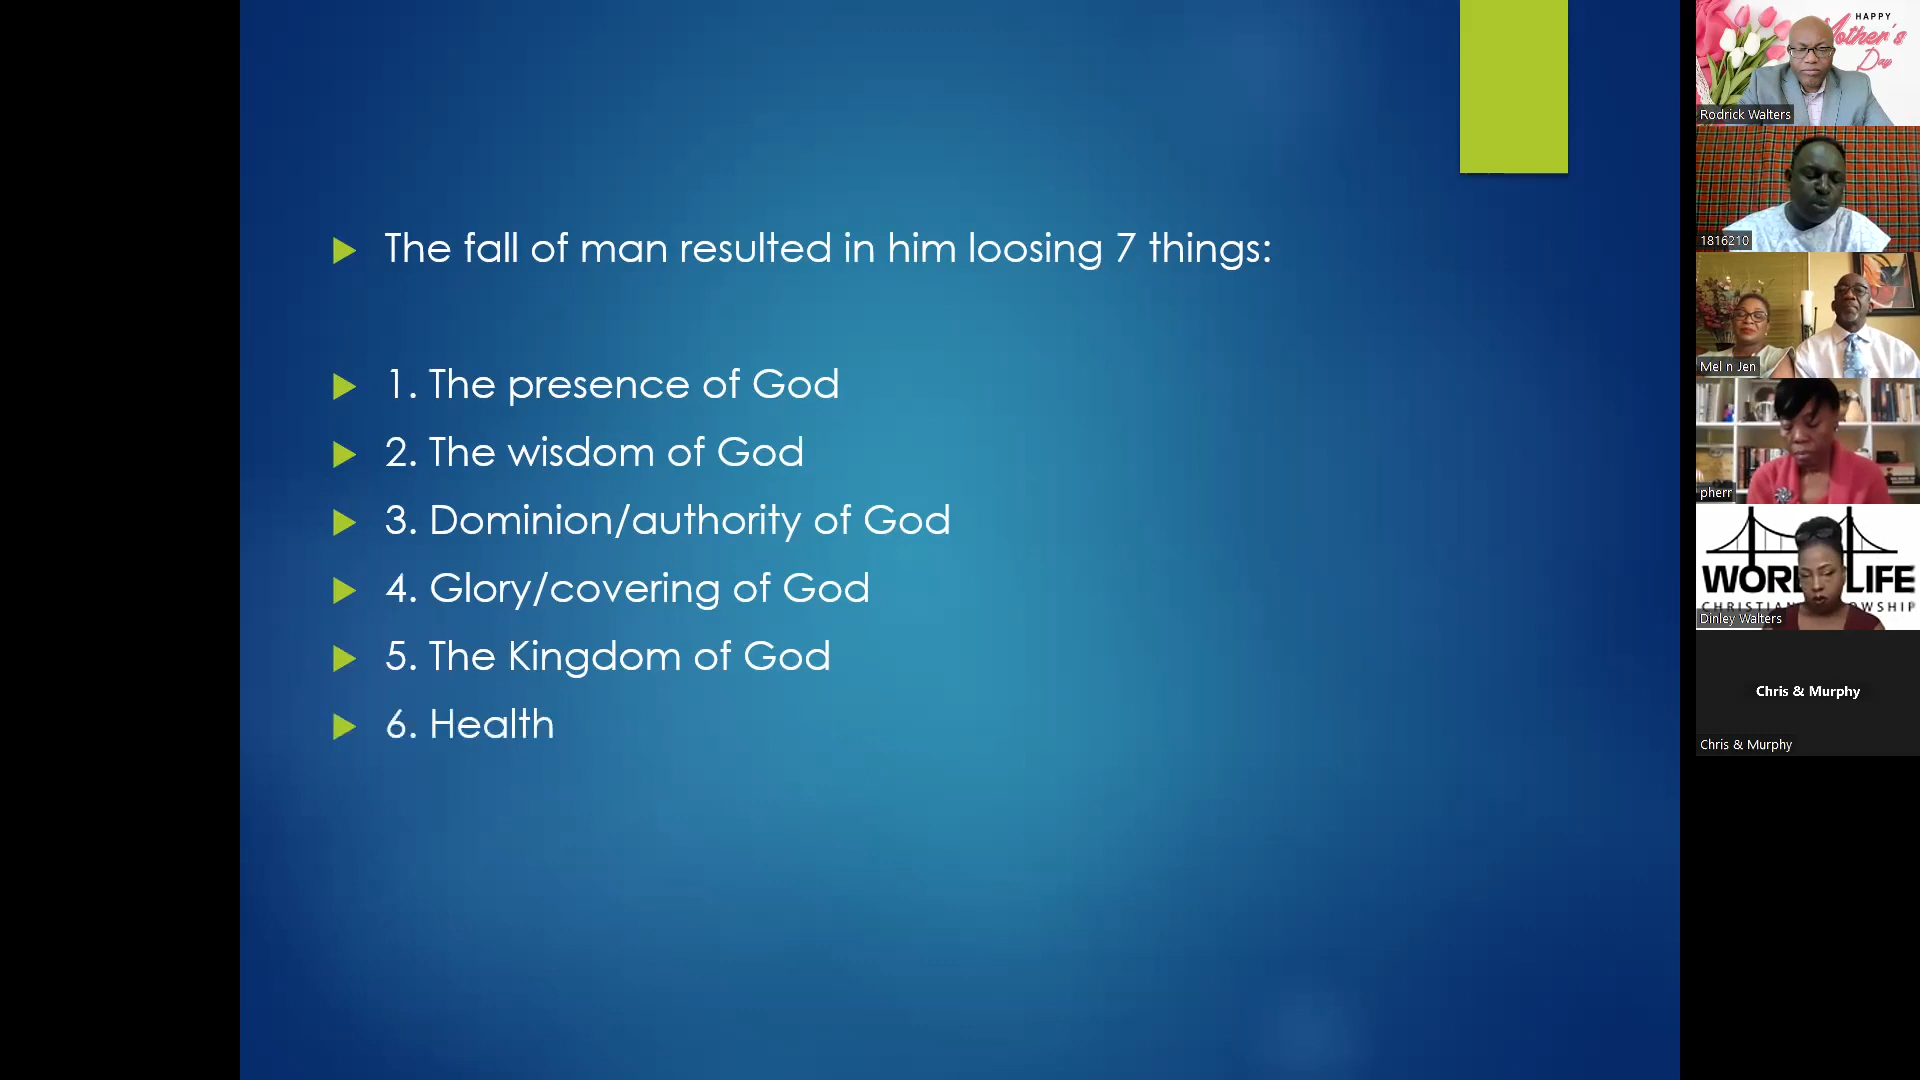 The fall of man resulted in him loosing 7 things:
1. The presence of God
2. The wisdom of God
3. Dominion/authority of God
4. Glory/covering of God
5. The Kingdom of God
6. Health
HAPPY
Mother's
Day
Rodrick Walters
1816210
Mel n Jen
pherr
LIFE
Dinley Walters
Chris & Murphy
Chris & Murphy